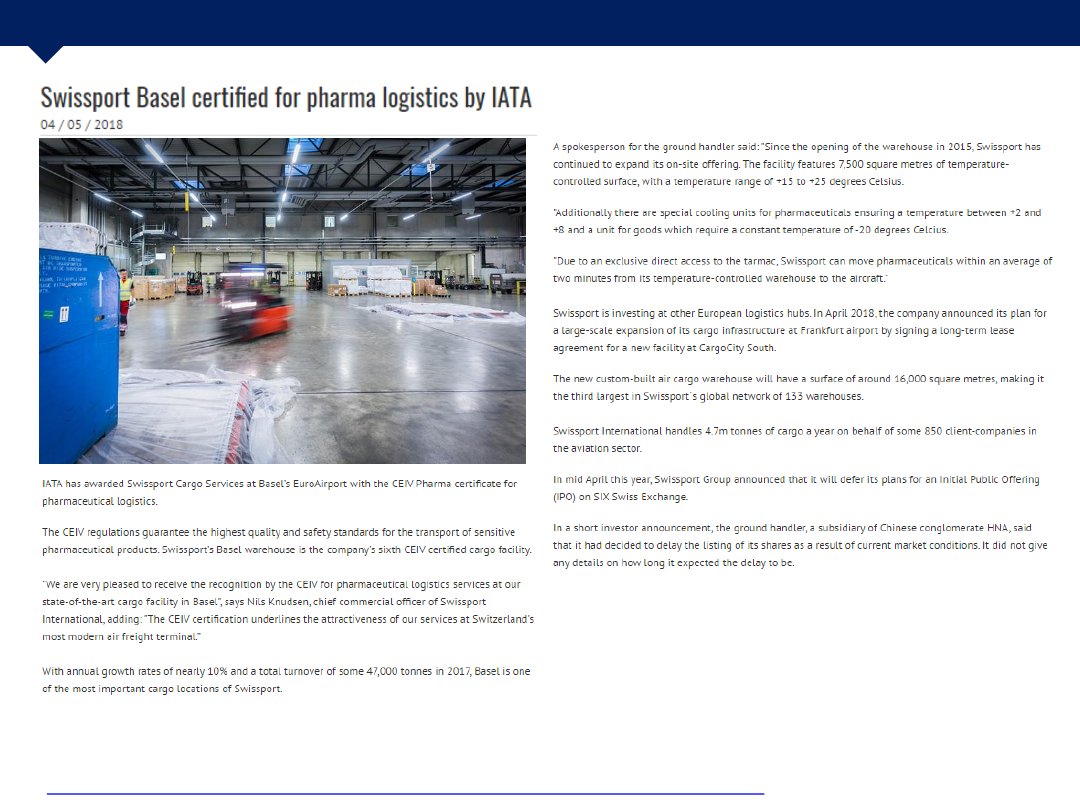 Swissport Basel certified for pharma logistics by IATA
04 / 05 / 2018
IATA has awarded Swissport Cargo Services at Basel's EuroAirport with the CEIV Pharma certificate for
pharmaceutical logistics.
The CEIV regulations guarantee the highest quality and safety standards for the transport of sensitive
pharmaceutical products. Swissport's Basel warehouse is the company's sixth CEIV certified cargo facility.
"We are very pleased to receive the recognition by the CEIV for pharmaceutical logistics services at our
state-of-the-art cargo facility in Basel", says Nils Knudsen, chief commercial officer of Swissport
International, adding: "The CEIV certification underlines the attractiveness of our services at Switzerland's
most modern air freight terminal."
With annual growth rates of nearly 10% and a total turnover of some 47,000 tonnes in 2017, Basel is one
of the most important cargo locations of Swissport.
A spokesperson for the ground handler said: "Since the opening of the warehouse in 2015, Swissport has
continued to expand its on-site offering. The facility features 7,500 square metres of temperature-
controlled surface, with a temperature range of +15 to +25 degrees Celsius.
"Additionally there are special cooling units for pharmaceuticals ensuring a temperature between +2 and
+8 and a unit for goods which require a constant temperature of -20 degrees Celcius.
"Due to an exclusive direct access to the tarmac, Swissport can move pharmaceuticals within an average of
two minutes from its temperature-controlled warehouse to the aircraft."
Swissport is investing at other European logistics hubs. In April 2018, the company announced its plan for
a large-scale expansion of its cargo infrastructure at Frankfurt airport by signing a long-term lease
agreement for a new facility at CargoCity South.
The new custom-built air cargo warehouse will have a surface of around 16,000 square metres, making it
the third largest in Swissport´s global network of 133 warehouses.
Swissport International handles 4.7m tonnes of cargo a year on behalf of some 850 client-companies in
the aviation sector.
In mid April this year, Swissport Group announced that it will defer its plans for an Initial Public Offering
(IPO) on SIX Swiss Exchange.
In a short investor announcement, the ground handler, a subsidiary of Chinese conglomerate HNA, said
that it had decided to delay the listing of its shares as a result of current market conditions. It did not give
any details on how long it expected the delay to be.